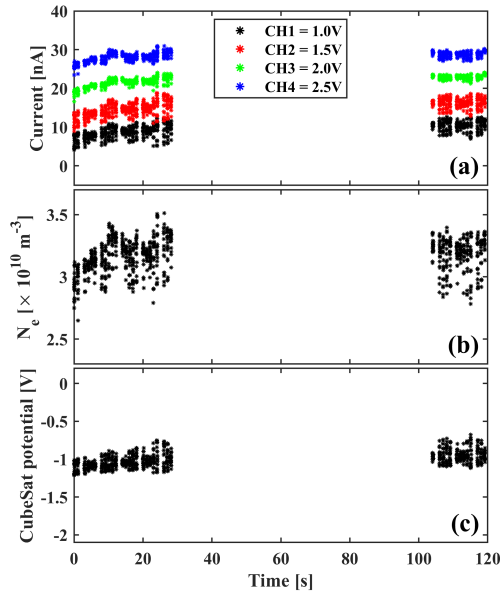 40
30
20
10
0
Current [nA]
CH1 = 1.0V
CH2 = 1.5V
CH3 = 2.0V
CH4 = 2.5V
(a)
3.5
3
2.5
Ne [× 10^10 m^-3]
(b)
0
-0.5
-1
-1.5
-2
CubeSat potential [V]
(c)
0 20 40 60 80 100 120
Time [s]